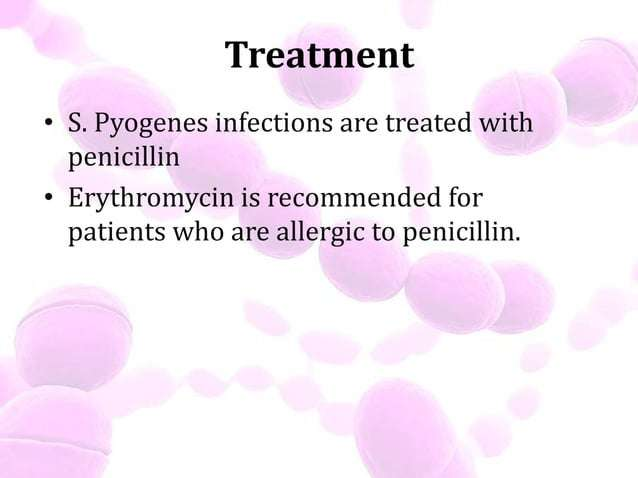 Treatment
• S. Pyogenes infections are treated with
penicillin
• Erythromycin is recommended for
patients who are allergic to penicillin.